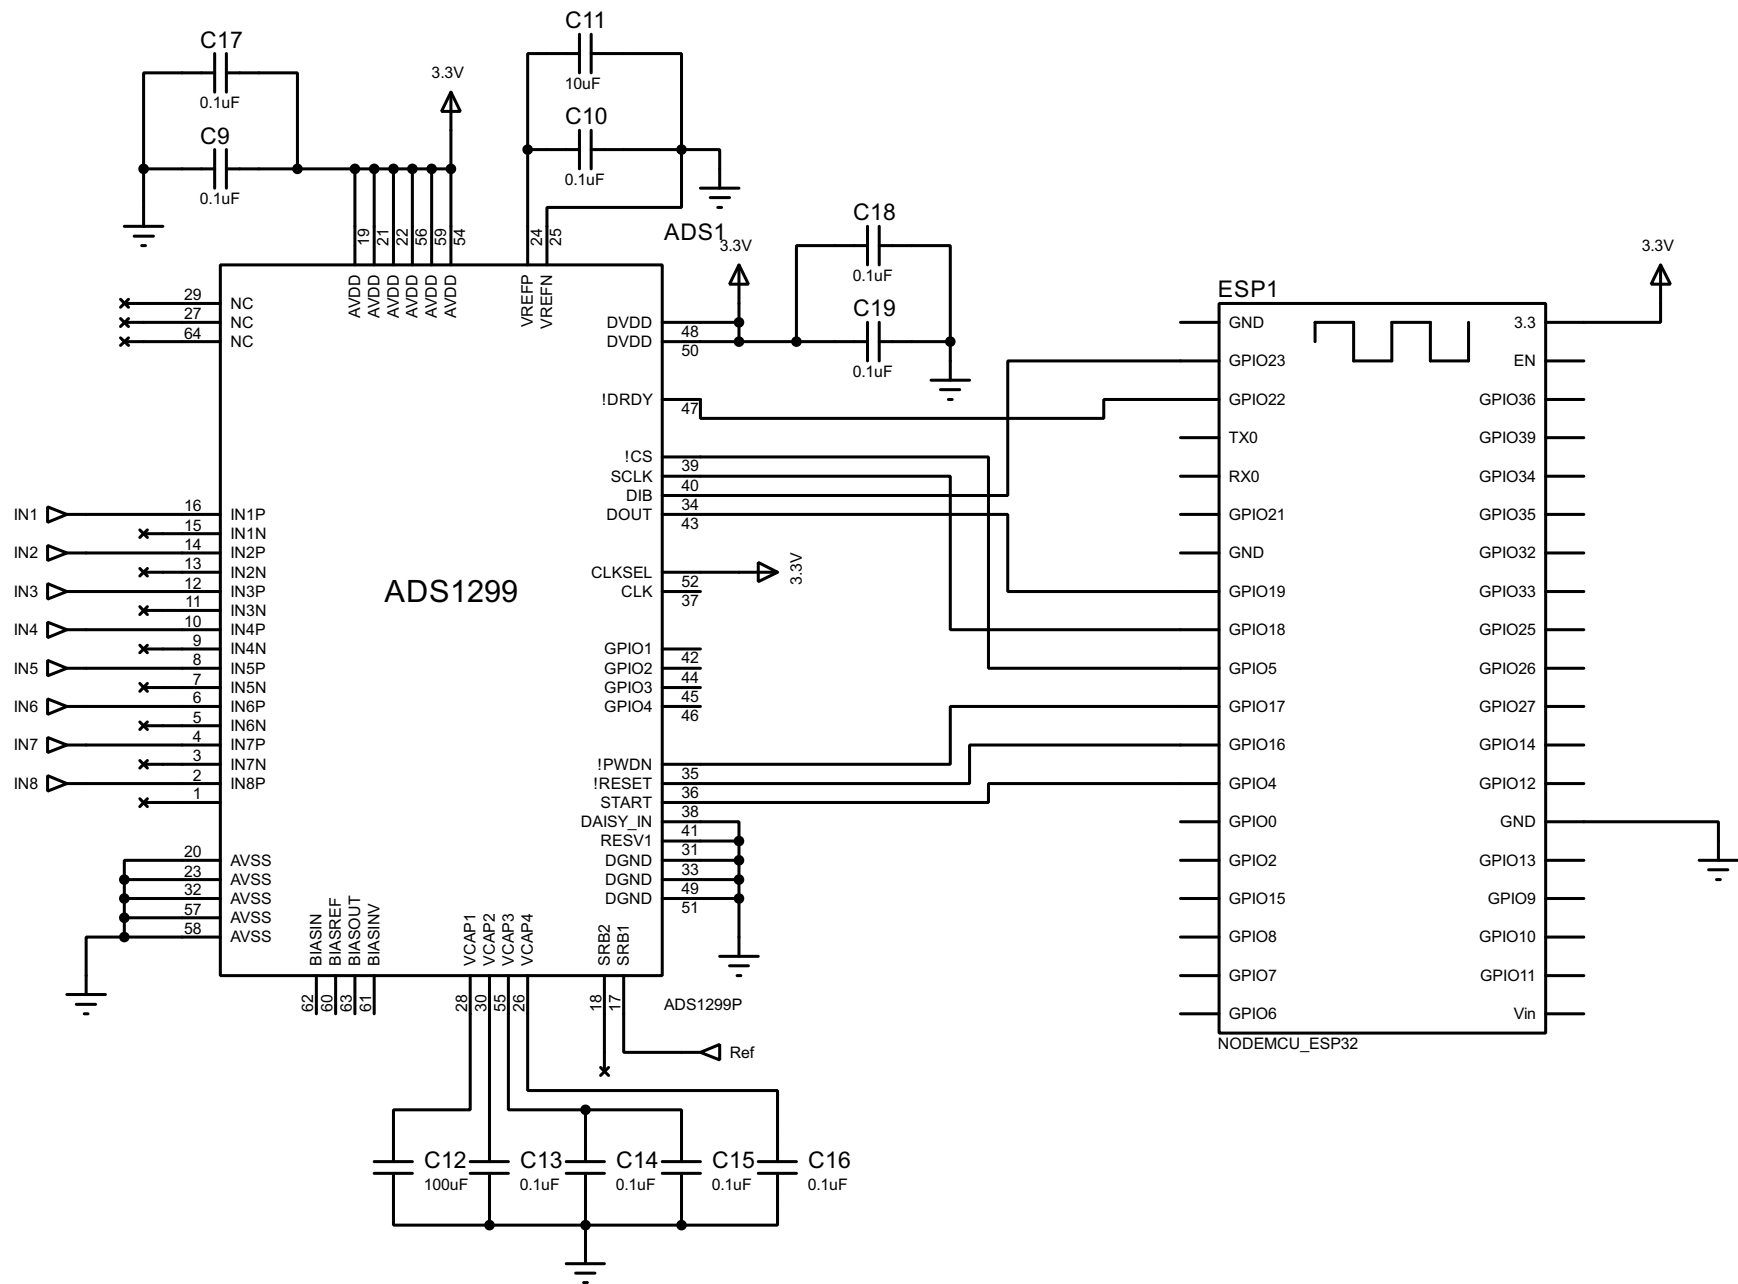 C17
0.1uF
C9
0.1uF
3.3V
C11
10uF
C10
0.1uF
19
21
22
56
59
54
24
25
ADS1
3.3V
C18
0.1uF
C19
0.1uF
AVDD
AVDD
AVDD
AVDD
AVDD
AVDD
VREFP
VREFN
29 NC
27 NC
64 NC
DVDD 48
DVDD 50
!DRDY 47
!CS 39
SCLK 40
DIB 34
DOUT 43
CLKSEL 52
3.3V
CLK 37
GPIO1 42
GPIO2 44
GPIO3 45
GPIO4 46
!PWDN 35
!RESET 36
START 38
DAISY_IN 41
RESV1 31
DGND 33
DGND 49
DGND 51
ADS1299
IN1 16 IN1P
15 IN1N
IN2 14 IN2P
13 IN2N
IN3 12 IN3P
11 IN3N
IN4 10 IN4P
9 IN4N
IN5 8 IN5P
7 IN5N
IN6 6 IN6P
5 IN6N
IN7 4 IN7P
3 IN7N
IN8 2 IN8P
1
20 AVSS
23 AVSS
32 AVSS
57 AVSS
58 AVSS
BIASIN
BIASREF
BIASOUT
BIASINV
VCAP1
VCAP2
VCAP3
VCAP4
SRB2
SRB1
62
60
63
61
28
30
55
26
18
17
ADS1299P
Ref
C12
100uF
C13
0.1uF
C14
0.1uF
C15
0.1uF
C16
0.1uF
ESP1
3.3V
GND 3.3
GPIO23 EN
GPIO22 GPIO36
TX0 GPIO39
RX0 GPIO34
GPIO21 GPIO35
GND GPIO32
GPIO19 GPIO33
GPIO18 GPIO25
GPIO5 GPIO26
GPIO17 GPIO27
GPIO16 GPIO14
GPIO4 GPIO12
GPIO0 GND
GPIO2 GPIO13
GPIO15 GPIO9
GPIO8 GPIO10
GPIO7 GPIO11
GPIO6 Vin
NODEMCU_ESP32